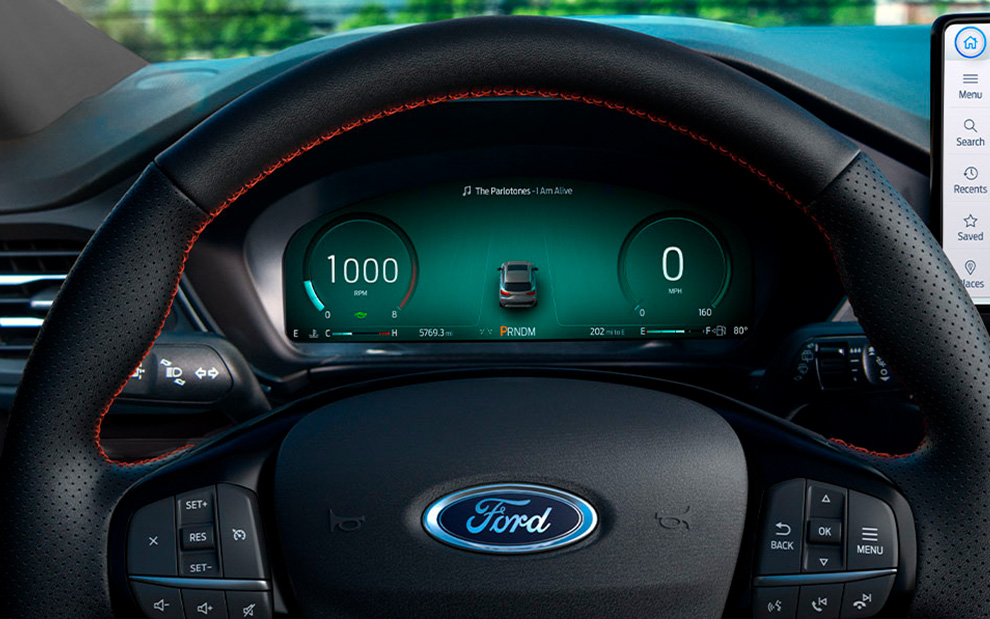 The Parlotones - I Am Alive
1000
RPM
0 8
0
MPH
0 160
E C H 5769.3 mi PRNDM 202 mi to E E F 80°
Menu
Search
Recents
Saved
laces
SET+
RES
SET-
Ford
BACK
OK
MENU